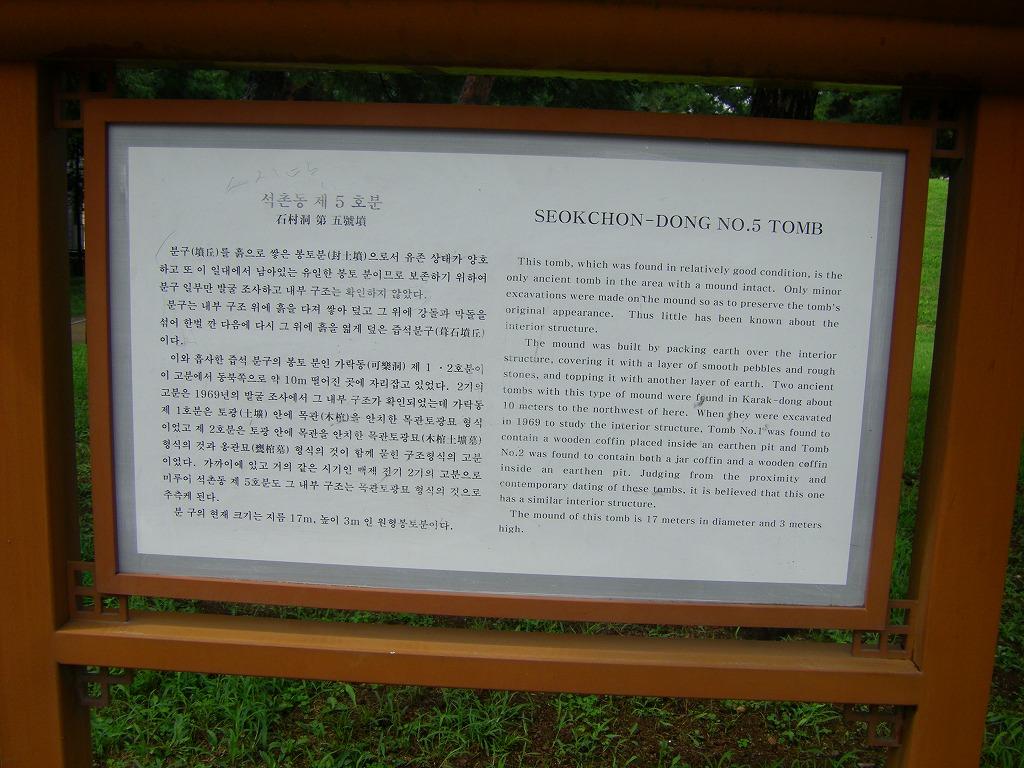 석촌동 제 5 호분
石村洞 第 五號墳
분구(墳丘)를 흙으로 쌓은 봉토분(封土墳)으로서 유존 상태가 양호
하고 또 이 일대에서 남아있는 유일한 봉토 분이므로 보존하기 위하여
분구 일부만 발굴 조사하고 내부 구조는 확인하지 않았다.
분구는 내부 구조 위에 흙을 다져 쌓아 덮고 그 위에 강돌과 막돌을
섞어 한벌 깐 다음에 다시 그 위에 흙을 엷게 덮은 즙석분구(葺石墳丘)
이다.
이와 흡사한 즙석 분구의 봉토 분인 가락동(可樂洞) 제 1 · 2호분이
이 고분에서 동북쪽으로 약 10m 떨어진 곳에 자리잡고 있었다. 2기의
고분은 1969년의 발굴 조사에서 그 내부 구조가 확인되었는데 가락동
제 1호분은 토광(土壙) 안에 목관(木棺)을 안치한 목관토광묘 형식
이었고 제 2호분은 토광 안에 목관을 안치한 목관토광묘(木棺土壙墓)
형식의 것과 옹관묘(甕棺墓) 형식의 것이 함께 묻힌 구조형식의 고분
이었다. 가까이에 있고 거의 같은 시기인 백제 전기 2기의 고분으로
미루어 석촌동 제 5호분도 그 내부 구조는 목관토광묘 형식의 것으로
추측케 된다.
분 구의 현재 크기는 지름 17m, 높이 3m 인 원형봉토분이다.
SEOKCHON-DONG NO.5 TOMB
This tomb, which was found in relatively good condition, is the
only ancient tomb in the area with a mound intact. Only minor
excavations were made on the mound so as to preserve the tomb's
original appearance. Thus little has been known about the
interior structure.
The mound was built by packing earth over the interior
structure, covering it with a layer of smooth pebbles and rough
stones, and topping it with another layer of earth. Two ancient
tombs with this type of mound were found in Karak-dong about
10 meters to the northwest of here. When they were excavated
in 1969 to study the interior structure, Tomb No.1 was found to
contain a wooden coffin placed inside an earthen pit and Tomb
No.2 was found to contain both a jar coffin and a wooden coffin
inside an earthen pit. Judging from the proximity and
contemporary dating of these tombs, it is believed that this one
has a similar interior structure.
The mound of this tomb is 17 meters in diameter and 3 meters
high.